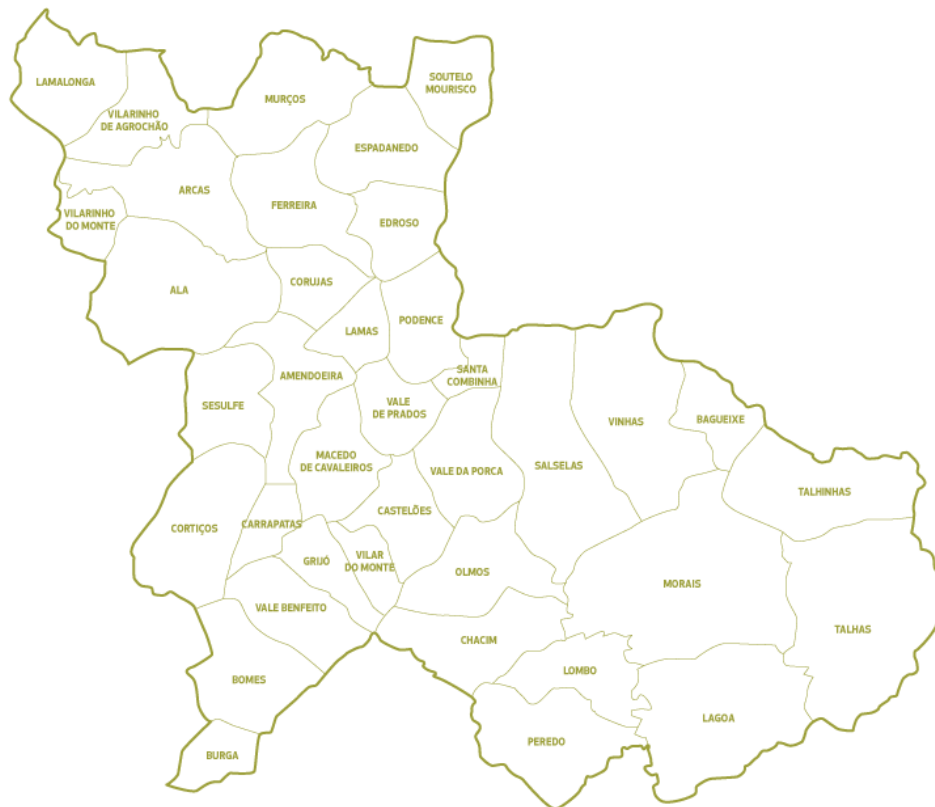 LAMALONGA
SOUTELO
MOURISCO
MURÇOS
VILARINHO
DE AGROCHÃO
ESPADANEDO
ARCAS
FERREIRA
VILARINHO
DO MONTE
EDROSO
CORUJAS
ALA
PODENCE
LAMAS
SANTA
COMBINHA
AMENDOEIRA
SESULFE
VALE
DE PRADOS
BAGUEIXE
VINHAS
MACEDO
DE CAVALEIROS
VALE DA PORCA
SALSELAS
TALHINHAS
CASTELÕES
CARRAPATAS
CORTIÇOS
VILAR
DO MONTE
GRIJÓ
OLMOS
MORAIS
VALE BENFEITO
TALHAS
CHACIM
LOMBO
BOMES
LAGOA
PEREDO
BURGA